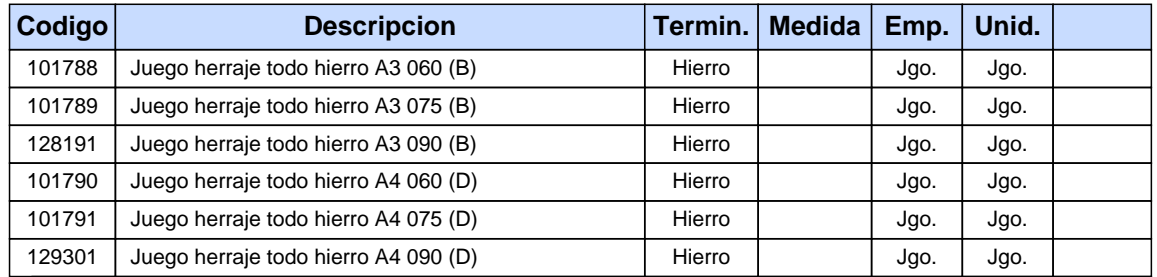 Codigo Descripcion Termin. Medida Emp. Unid.
101788 Juego herraje todo hierro A3 060 (B) Hierro Jgo. Jgo.
101789 Juego herraje todo hierro A3 075 (B) Hierro Jgo. Jgo.
128191 Juego herraje todo hierro A3 090 (B) Hierro Jgo. Jgo.
101790 Juego herraje todo hierro A4 060 (D) Hierro Jgo. Jgo.
101791 Juego herraje todo hierro A4 075 (D) Hierro Jgo. Jgo.
129301 Juego herraje todo hierro A4 090 (D) Hierro Jgo. Jgo.